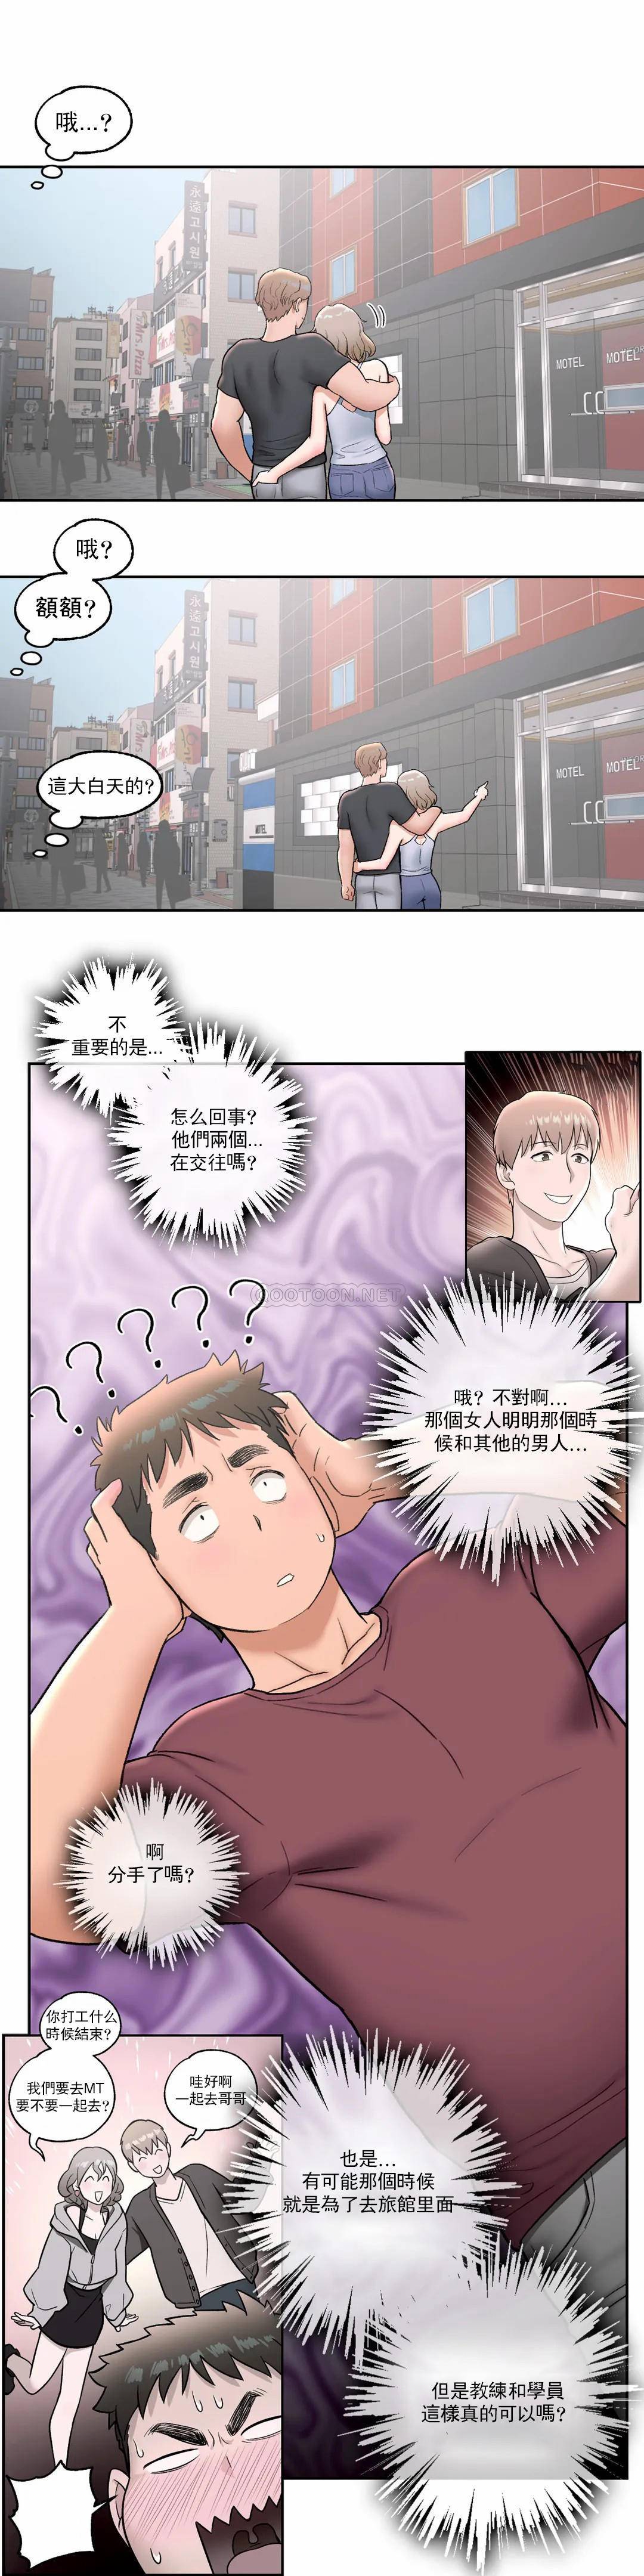 哦...?
永遠고시원
MOTEL
MOTEL
哦?
額額?
永遠고시원
這大白天的?
MOTEL
MOTEL
MOTEL
不
重要的是...
怎么回事?
他們兩個...
在交往嗎?
QOOTOON.NET
哦? 不對啊...
那個女人明明那個時
候和其他的男人...
啊
分手了嗎?
你打工什么
時候結束?
我們要去MT
要不要一起去?
哇好啊
一起去哥哥
也是...
有可能那個時候
就是為了去旅館里面
但是教練和學員
這樣真的可以嗎?